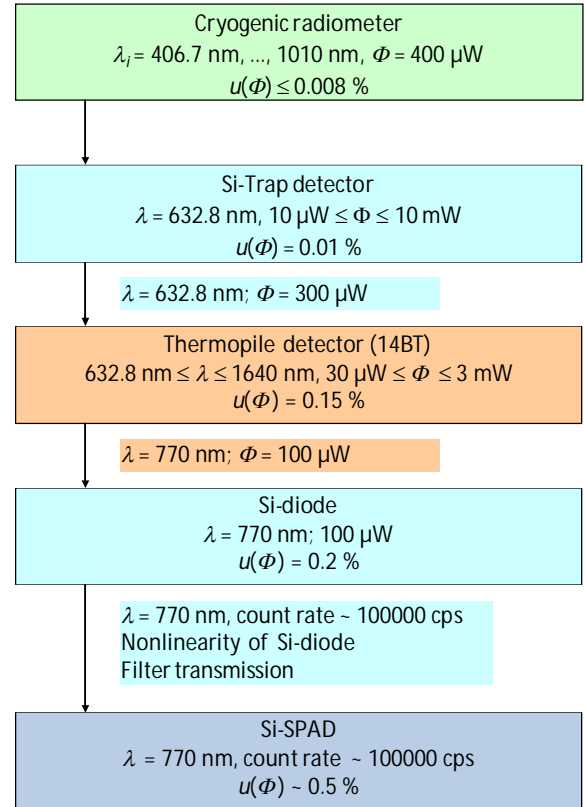 Cryogenic radiometer
λi = 406.7 nm, ..., 1010 nm, Φ = 400 µW
u(Φ) ≤ 0.008 %
Si-Trap detector
λ = 632.8 nm, 10 µW ≤ Φ ≤ 10 mW
u(Φ) = 0.01 %
λ = 632.8 nm; Φ = 300 µW
Thermopile detector (14BT)
632.8 nm ≤ λ ≤ 1640 nm, 30 µW ≤ Φ ≤ 3 mW
u(Φ) = 0.15 %
λ = 770 nm; Φ = 100 µW
Si-diode
λ = 770 nm; 100 µW
u(Φ) = 0.2 %
λ = 770 nm, count rate ~ 100000 cps
Nonlinearity of Si-diode
Filter transmission
Si-SPAD
λ = 770 nm, count rate ~ 100000 cps
u(Φ) ~ 0.5 %